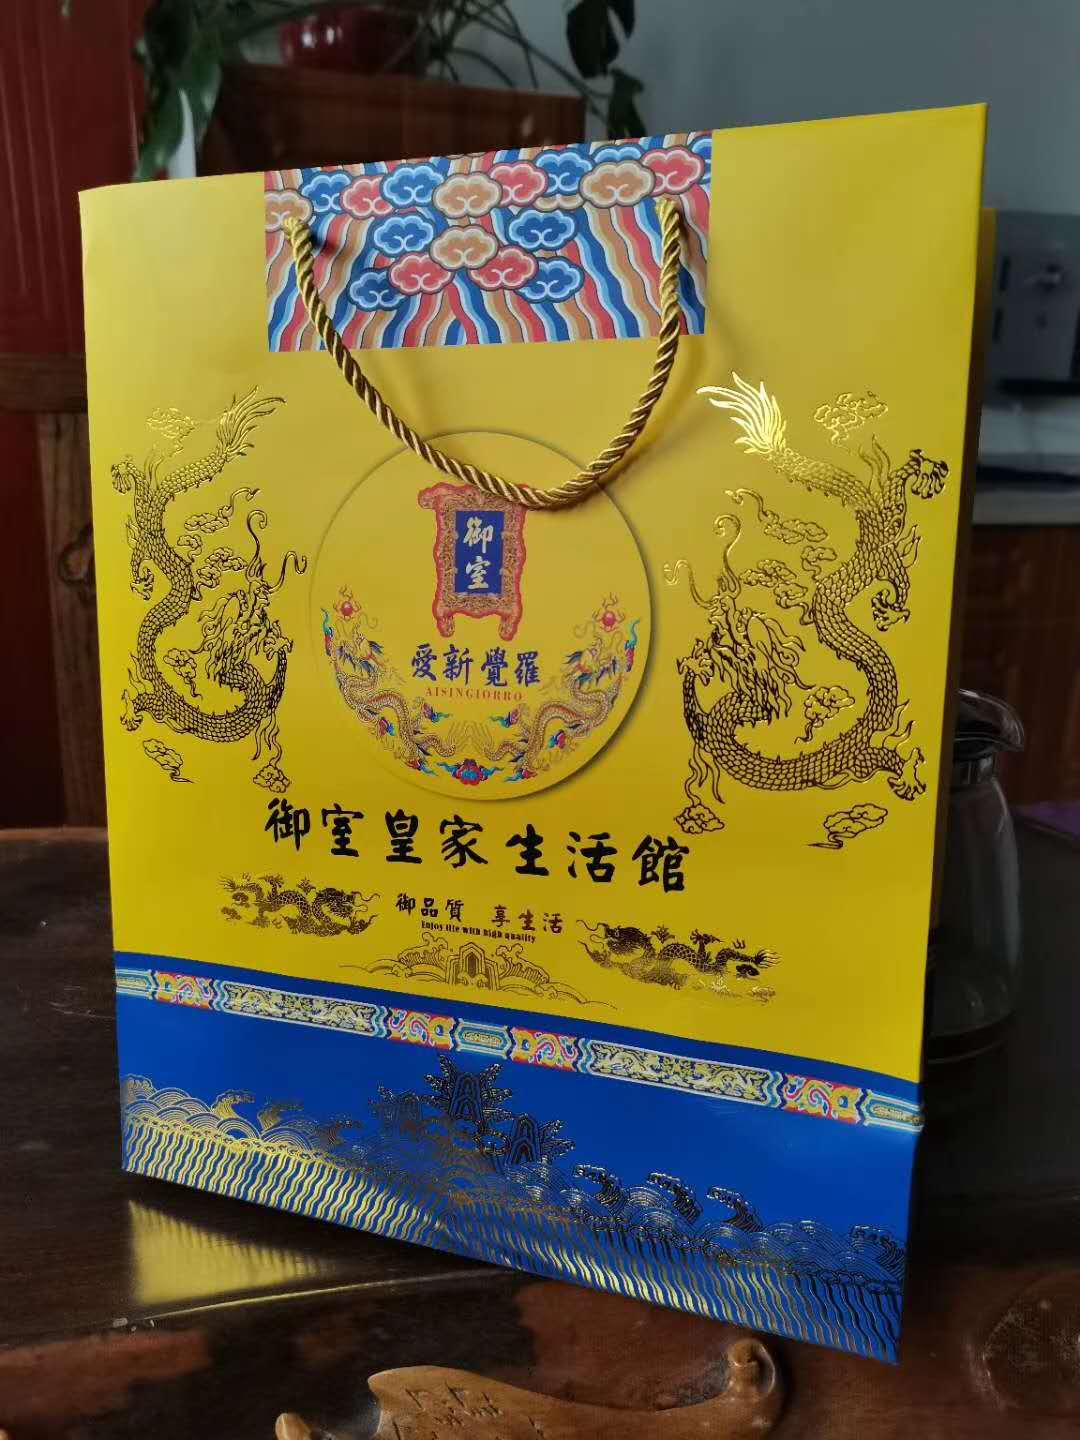 御室
愛新覺羅
AISINGIORRO
御室皇家生活館
御品質 享生活
Enjoy life with high quality